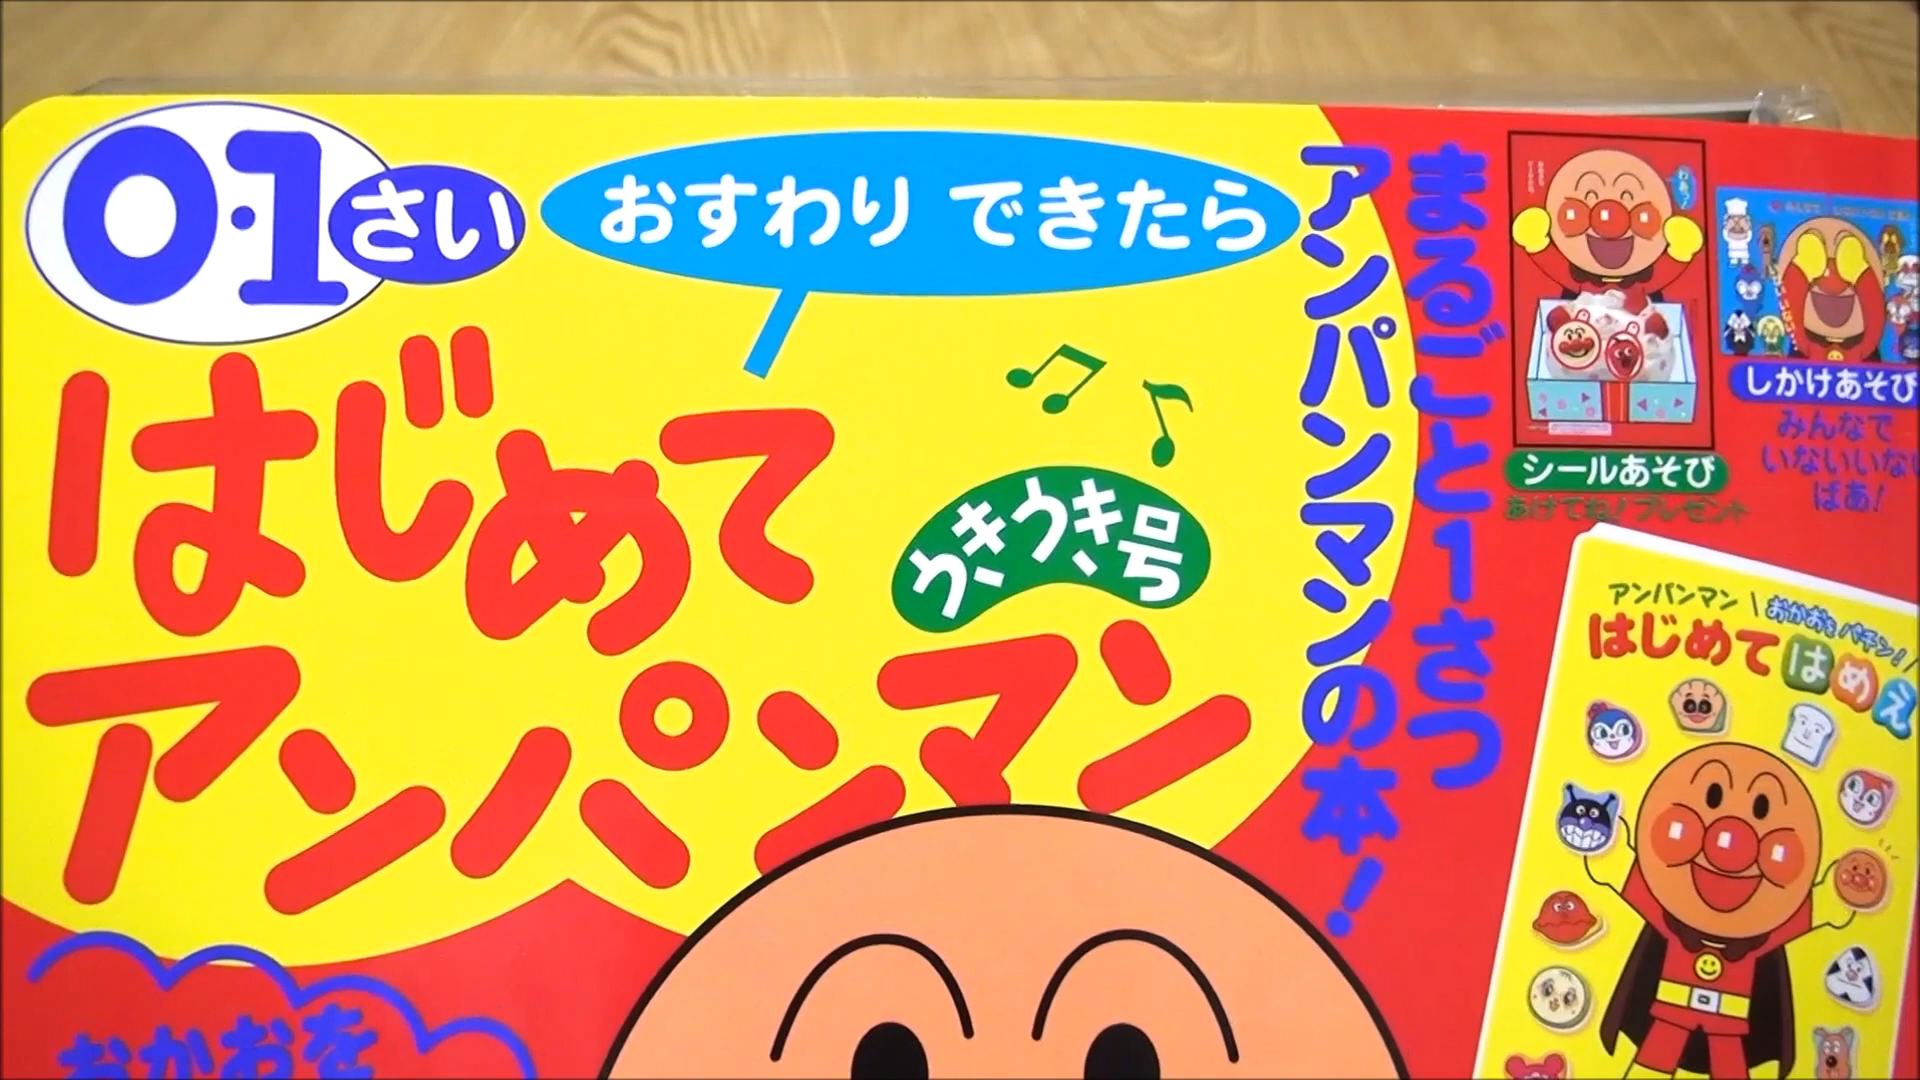 0・1さい
おすわり できたら
はじめて
アンパンマン
うきうき号
まるごと1さつ
アンパンマンの本!
シールあそび
あけてね!プレゼント
しかけあそび
みんなで
いないいない
ばあ!
アンパンマン
おかおをパチン!
はじめてはめえ
おかおを